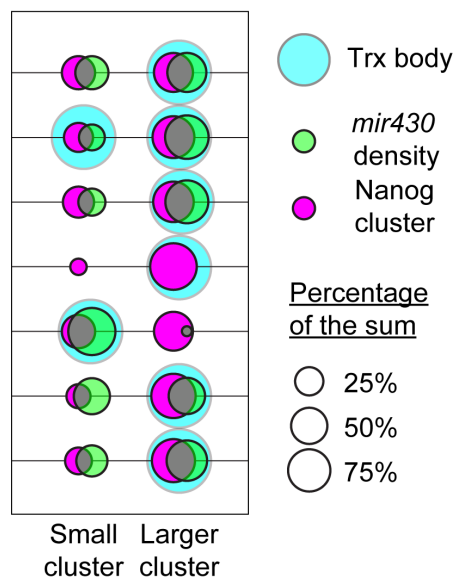 Trx body
mir430
density
Nanog
cluster
Percentage
of the sum
25%
50%
75%
Small Larger
cluster cluster